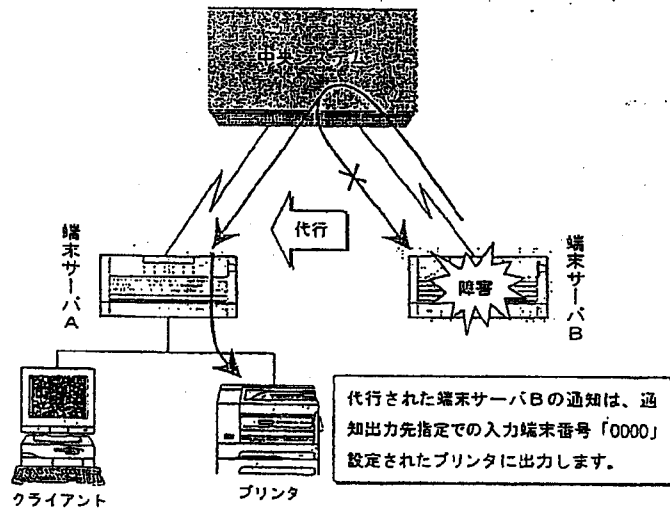 中央システム
代行
端末サーバA
端末サーバB
障害
代行された端末サーバBの通知は、通
知出力先指定での入力端末番号「0000」
設定されたプリンタに出力します。
クライアント
プリンタ